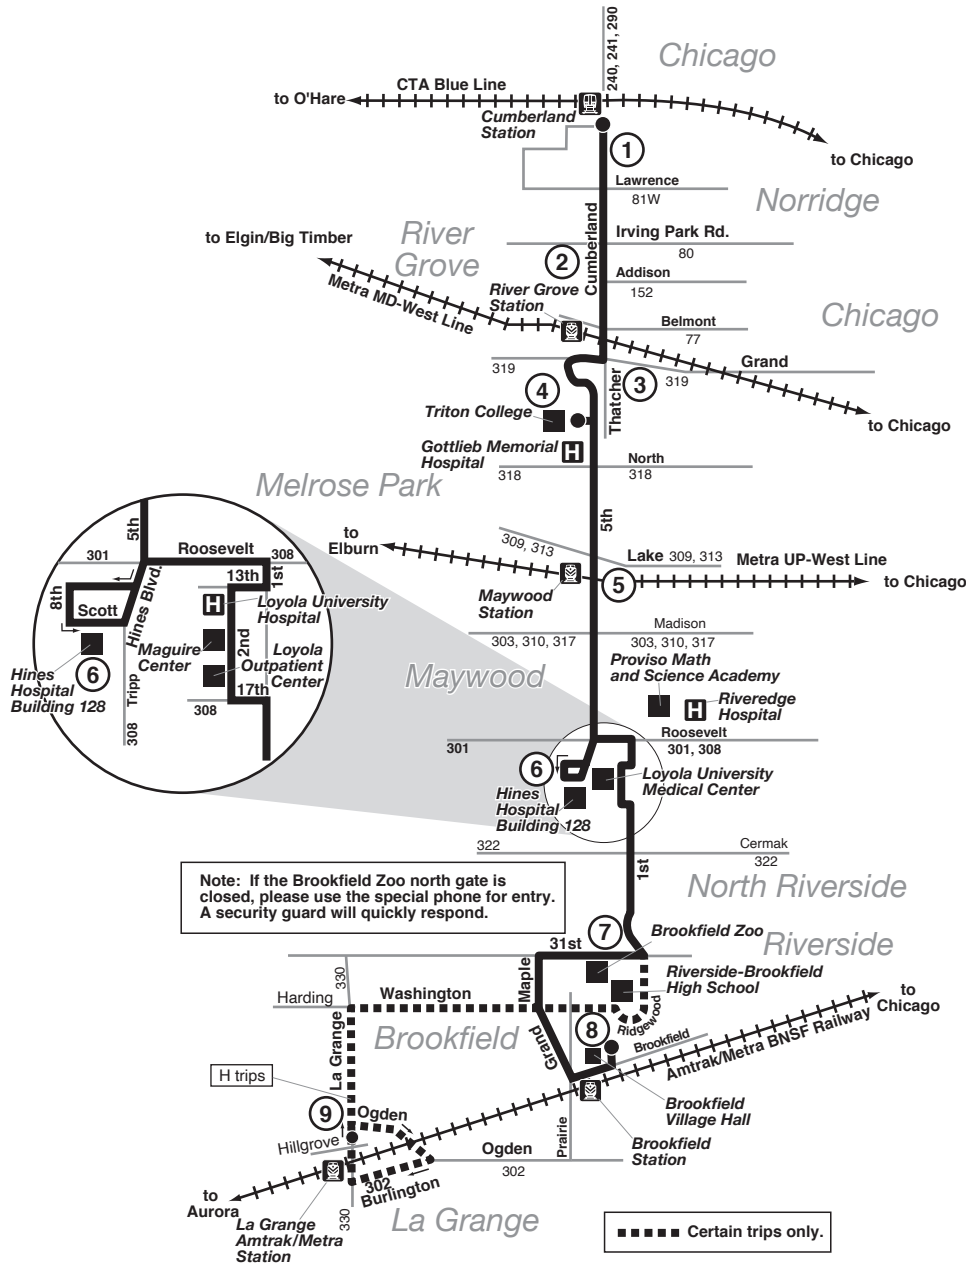 240, 241, 290
Chicago
CTA Blue Line
to O'Hare
Cumberland
Station
1
to Chicago
Lawrence
81W
Norridge
Cumberland
River
Grove
to Elgin/Big Timber
Irving Park Rd.
80
2
Addison
152
River Grove
Station
Metra MD-West Line
Chicago
Belmont
77
Grand
319
319
3
4
Thatcher
Triton College
to Chicago
Gottlieb Memorial
Hospital
H
North
318
318
Melrose Park
5th
to
Elburn
309, 313
Lake 309, 313
Metra UP-West Line
to Chicago
5
Maywood
Station
Madison
303, 310, 317
303, 310, 317
Proviso Math
and Science Academy
Maywood
H
Riveredge
Hospital
Roosevelt
301, 308
301
6
Loyola University
Medical Center
Hines
Hospital
Building 128
5th
Roosevelt
301
308
13th
1st
8th
Scott
Hines Blvd.
H
Loyola University
Hospital
Maguire
Center
2nd
Loyola
Outpatient
Center
6
Hines
Hospital
Building 128
Tripp
308
17th
308
322
Cermak
322
1st
North Riverside
Note: If the Brookfield Zoo north gate is
closed, please use the special phone for entry.
A security guard will quickly respond.
7
31st
Brookfield Zoo
Riverside
330
Maple
Riverside-Brookfield
High School
Harding
Washington
Ridgewood
to
Chicago
Brookfield
Grand
8
Brookfield
Amtrak/Metra BNSF Railway
La Grange
H trips
9
Ogden
Brookfield
Village Hall
Hillgrove
Prairie
Brookfield
Station
Ogden
302
302
Burlington
to
Aurora
330
La Grange
Amtrak/Metra
Station
La Grange
Certain trips only.